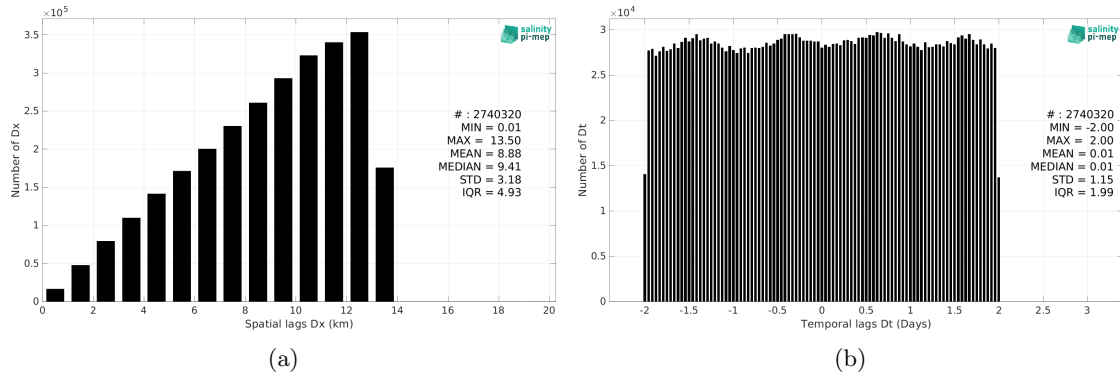 ×10⁵
3.5
3
2.5
2
1.5
1
0.5
0
0 2 4 6 8 10 12 14 16 18 20
Number of Dx
Spatial lags Dx (km)
salinity
pi-mep
# : 2740320
MIN = 0.01
MAX = 13.50
MEAN = 8.88
MEDIAN = 9.41
STD = 3.18
IQR = 4.93
(a)
×10⁴
3
2.5
2
1.5
1
0.5
0
-2 -1.5 -1 -0.5 0 0.5 1 1.5 2 2.5 3
Number of Dt
Temporal lags Dt (Days)
salinity
pi-mep
# : 2740320
MIN = -2.00
MAX = 2.00
MEAN = 0.01
MEDIAN = 0.01
STD = 1.15
IQR = 1.99
(b)